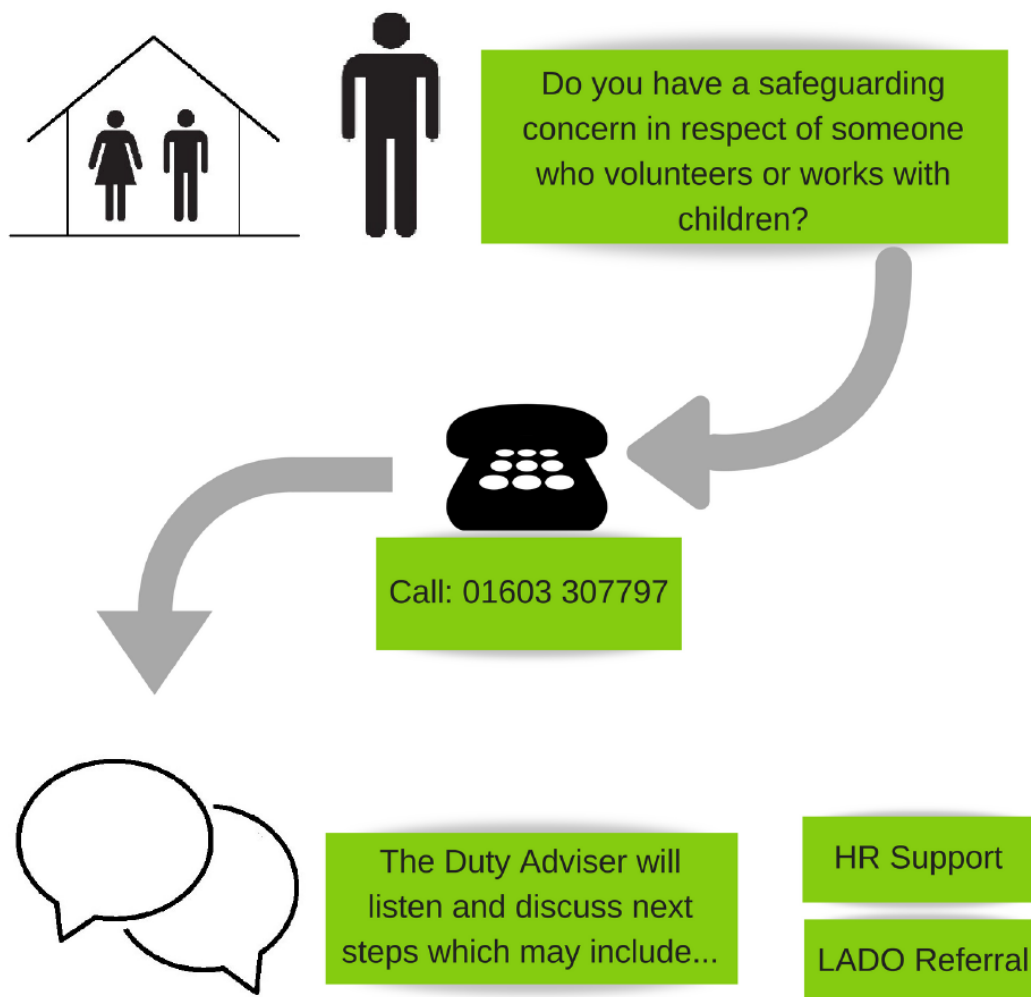 Do you have a safeguarding
concern in respect of someone
who volunteers or works with
children?
Call: 01603 307797
The Duty Adviser will
listen and discuss next
steps which may include...
HR Support
LADO Referral